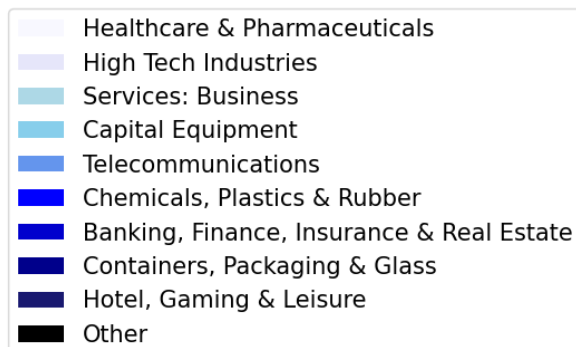 Healthcare & Pharmaceuticals
High Tech Industries
Services: Business
Capital Equipment
Telecommunications
Chemicals, Plastics & Rubber
Banking, Finance, Insurance & Real Estate
Containers, Packaging & Glass
Hotel, Gaming & Leisure
Other